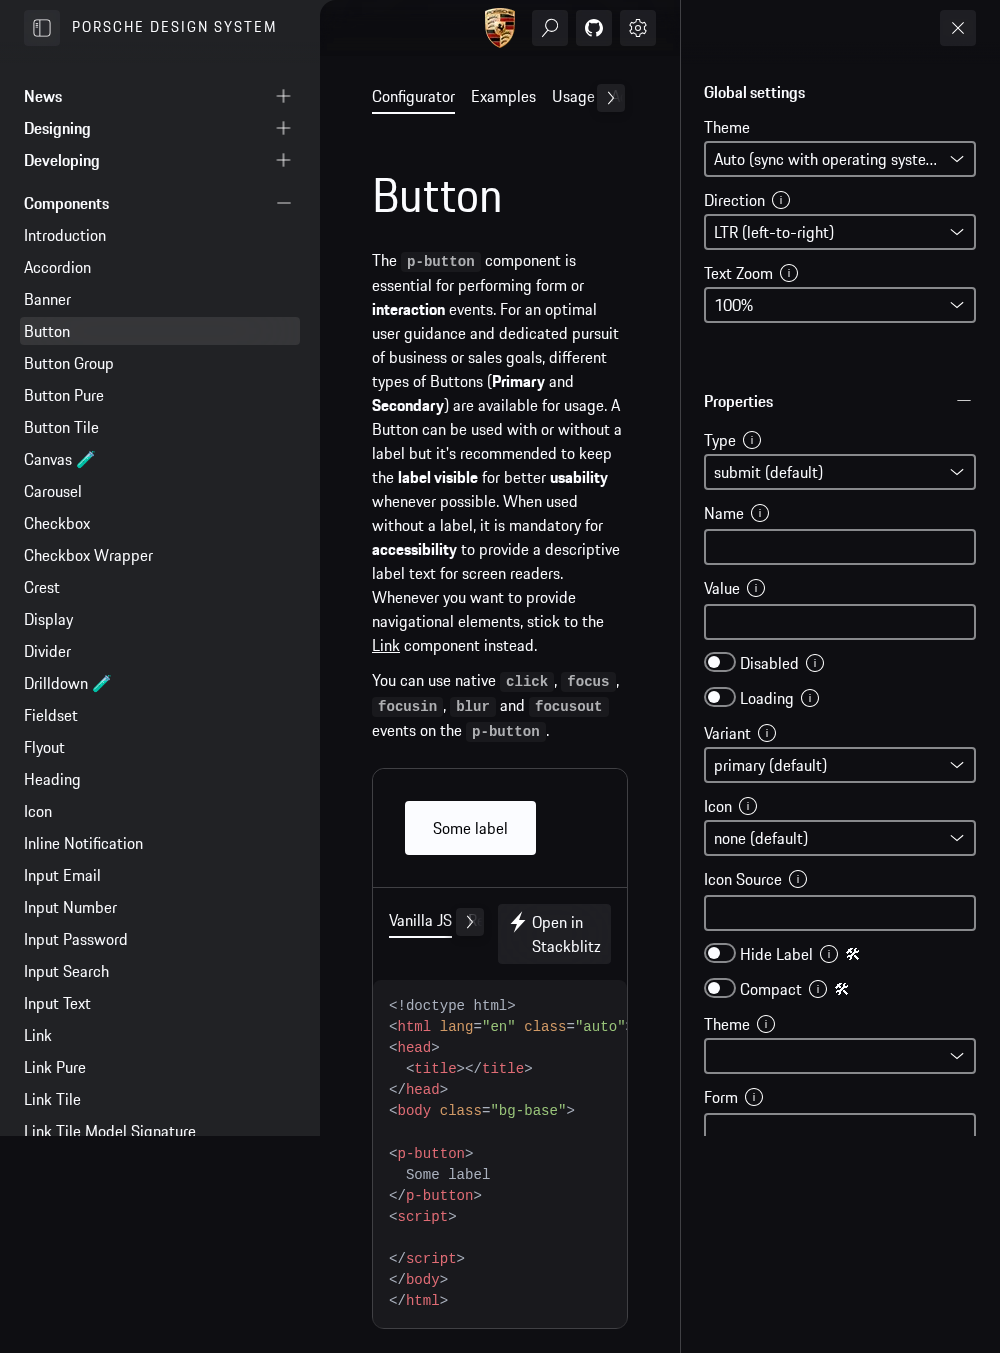 PORSCHE DESIGN SYSTEM
News
Designing
Developing
Components
Introduction
Accordion
Banner
Button
Button Group
Button Pure
Button Tile
Canvas 🧪
Carousel
Checkbox
Checkbox Wrapper
Crest
Display
Divider
Drilldown 🧪
Fieldset
Flyout
Heading
Icon
Inline Notification
Input Email
Input Number
Input Password
Input Search
Input Text
Link
Link Pure
Link Tile
Link Tile Model Signature
Configurator Examples Usage
Button
The p-button component is
essential for performing form or
interaction events. For an optimal
user guidance and dedicated pursuit
of business or sales goals, different
types of Buttons (Primary and
Secondary) are available for usage. A
Button can be used with or without a
label but it's recommended to keep
the label visible for better usability
whenever possible. When used
without a label, it is mandatory for
accessibility to provide a descriptive
label text for screen readers.
Whenever you want to provide
navigational elements, stick to the
Link component instead.
You can use native click, focus,
focusin, blur and focusout
events on the p-button.
Some label
Vanilla JS
Open in
Stackblitz
<!doctype html>
<html lang="en" class="auto">
<head>
  <title></title>
</head>
<body class="bg-base">
<p-button>
  Some label
</p-button>
<script>
</script>
</body>
</html>
Global settings
Theme
Auto (sync with operating syste...
Direction
LTR (left-to-right)
Text Zoom
100%
Properties
Type
submit (default)
Name
Value
Disabled
Loading
Variant
primary (default)
Icon
none (default)
Icon Source
Hide Label 🛠
Compact 🛠
Theme
Form